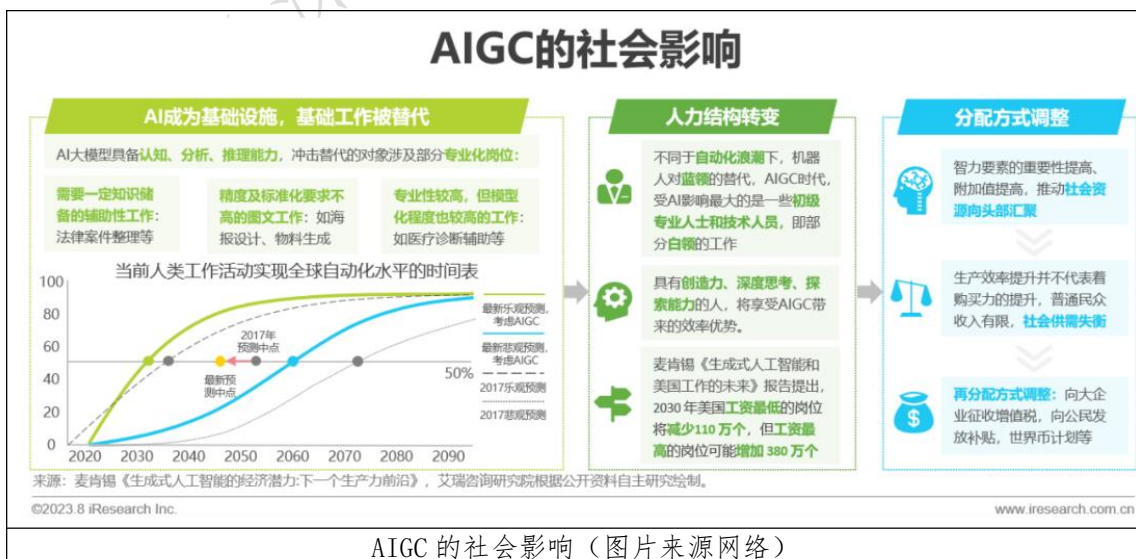 AIGC的社会影响
AI成为基础设施，基础工作被替代
AI大模型具备认知、分析、推理能力，冲击替代的对象涉及部分专业化岗位：
需要一定知识储
备的辅助性工作：
法律案件整理等
精度及标准化要求不
高的图文工作：如海
报设计、物料生成
专业性较高，但模型
化程度也较高的工作：
如医疗诊断辅助等
当前人类工作活动实现全球自动化水平的时间表
100
80
60
40
20
0
2020
2030
2040
2050
2060
2070
2080
2090
2017年
预测中点
最新预
测中点
50%
最新乐观预测，
考虑AIGC
最新悲观预测，
考虑AIGC
2017乐观预测
2017悲观预测
人力结构转变
不同于自动化浪潮下，机器
人对蓝领的替代，AIGC时代，
受AI影响最大的是一些初级
专业人士和技术人员，即部
分白领的工作
具有创造力、深度思考、探
索能力的人，将享受AIGC带
来的效率优势。
麦肯锡《生成式人工智能和
美国工作的未来》报告提出，
2030年美国工资最低的岗位
将减少110万个，但工资最
高的岗位可能增加380万个
分配方式调整
智力要素的重要性提高、
附加值提高，推动社会资
源向头部汇聚
生产效率提升并不代表着
购买力的提升，普通民众
收入有限，社会供需失衡
再分配方式调整：向大企
业征收增值税，向公民发
放补贴，世界币计划等
来源：麦肯锡《生成式人工智能的经济潜力:下一个生产力前沿》，艾瑞咨询研究院根据公开资料自主研究绘制。
©2023.8 iResearch Inc.
www.iresearch.com.cn
AIGC的社会影响（图片来源网络）